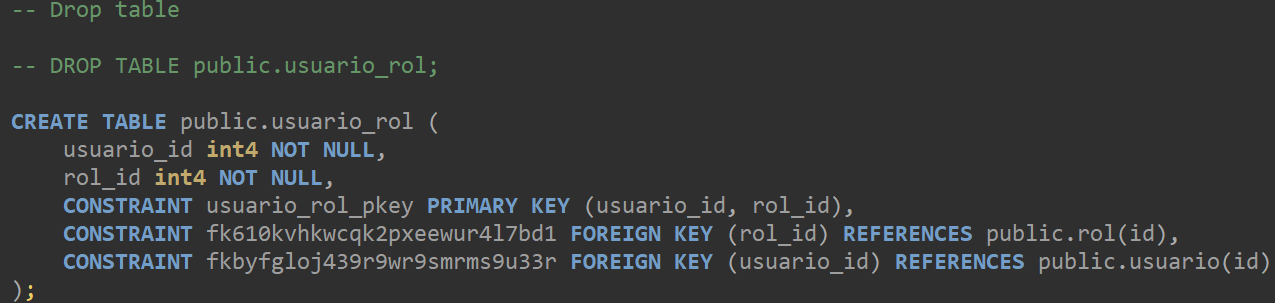 -- Drop table
-- DROP TABLE public.usuario_rol;
CREATE TABLE public.usuario_rol (
usuario_id int4 NOT NULL,
rol_id int4 NOT NULL,
CONSTRAINT usuario_rol_pkey PRIMARY KEY (usuario_id, rol_id),
CONSTRAINT fk610kvhkwcqk2pxeewur4l7bd1 FOREIGN KEY (rol_id) REFERENCES public.rol(id),
CONSTRAINT fkbyfgloj439r9wr9smrms9u33r FOREIGN KEY (usuario_id) REFERENCES public.usuario(id)
);